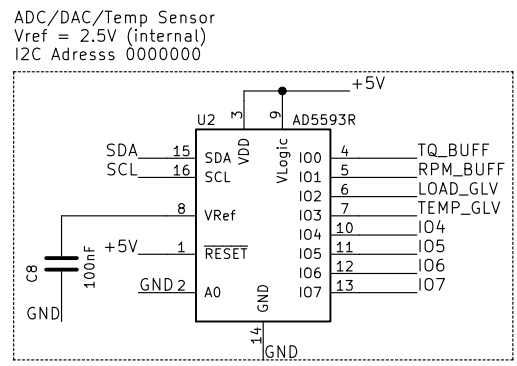 ADC/DAC/Temp Sensor
Vref = 2.5V (internal)
I2C Adresss 0000000
+5V
U2 3 9 AD5593R
VDD VLogic
SDA 15 SDA IO0 4 TQ_BUFF
SCL 16 SCL IO1 5 RPM_BUFF
IO2 6 LOAD_GLV
8 VRef IO3 7 TEMP_GLV
IO4 10 IO4
+5V 1 RESET IO5 11 IO5
C8 100nF IO6 12 IO6
GND 2 A0 GND IO7 13 IO7
GND
14 GND